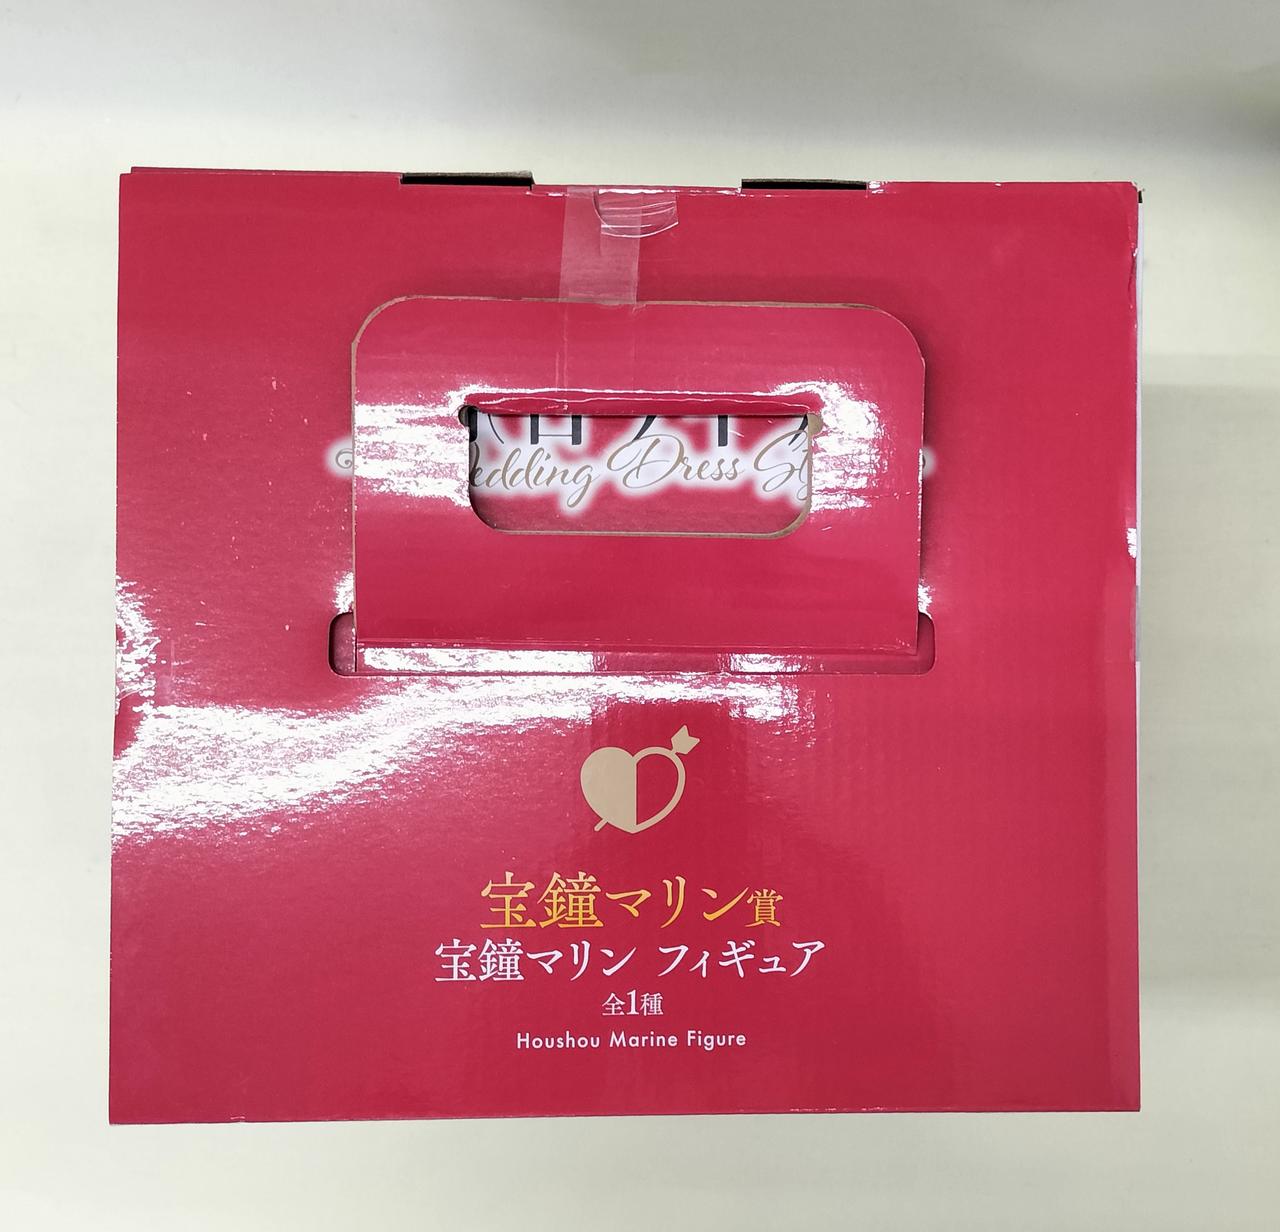 Dress
宝鐘マリン賞
宝鐘マリン フィギュア
全1種
Houshou Marine Figure